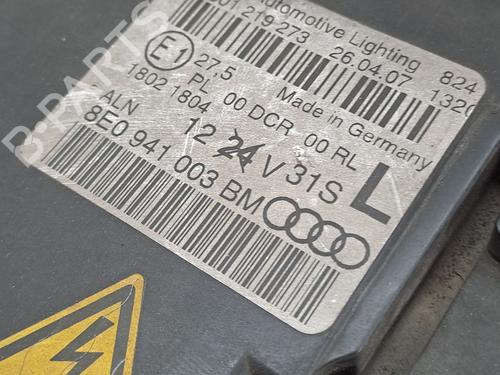 Automotive Lighting 824
01.219.273 26.04.07 1320
E1 27,5 Made in Germany
1802 1804 PL 00 DCR 00 RL
ALN 12 24 V 31S L
8E0 941 003 BM
B-PARTS